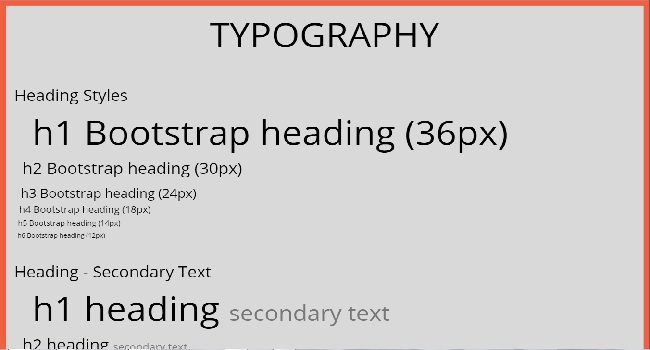 TYPOGRAPHY
Heading Styles
h1 Bootstrap heading (36px)
h2 Bootstrap heading (30px)
h3 Bootstrap heading (24px)
h4 Bootstrap heading (18px)
h5 Bootstrap heading (14px)
h6 Bootstrap heading (12px)
Heading - Secondary Text
h1 heading secondary text
h2 heading secondary text